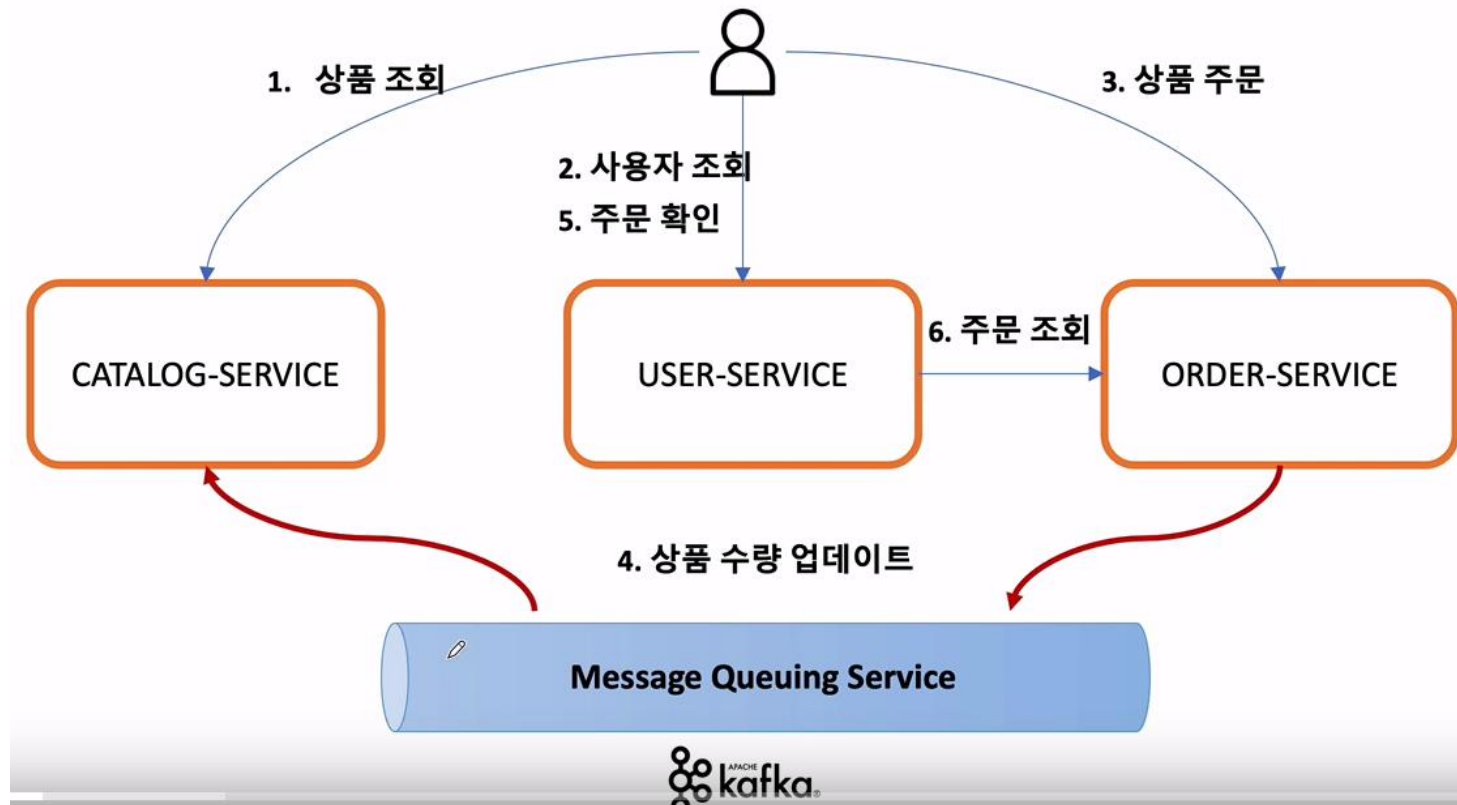 1. 상품 조회
3. 상품 주문
2. 사용자 조회
5. 주문 확인
6. 주문 조회
CATALOG-SERVICE
USER-SERVICE
ORDER-SERVICE
4. 상품 수량 업데이트
Message Queuing Service
APACHE
kafka®